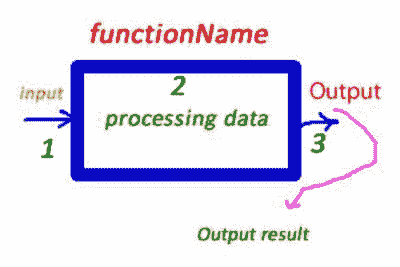 functionName
input
2
Output
processing data
1
3
Output result